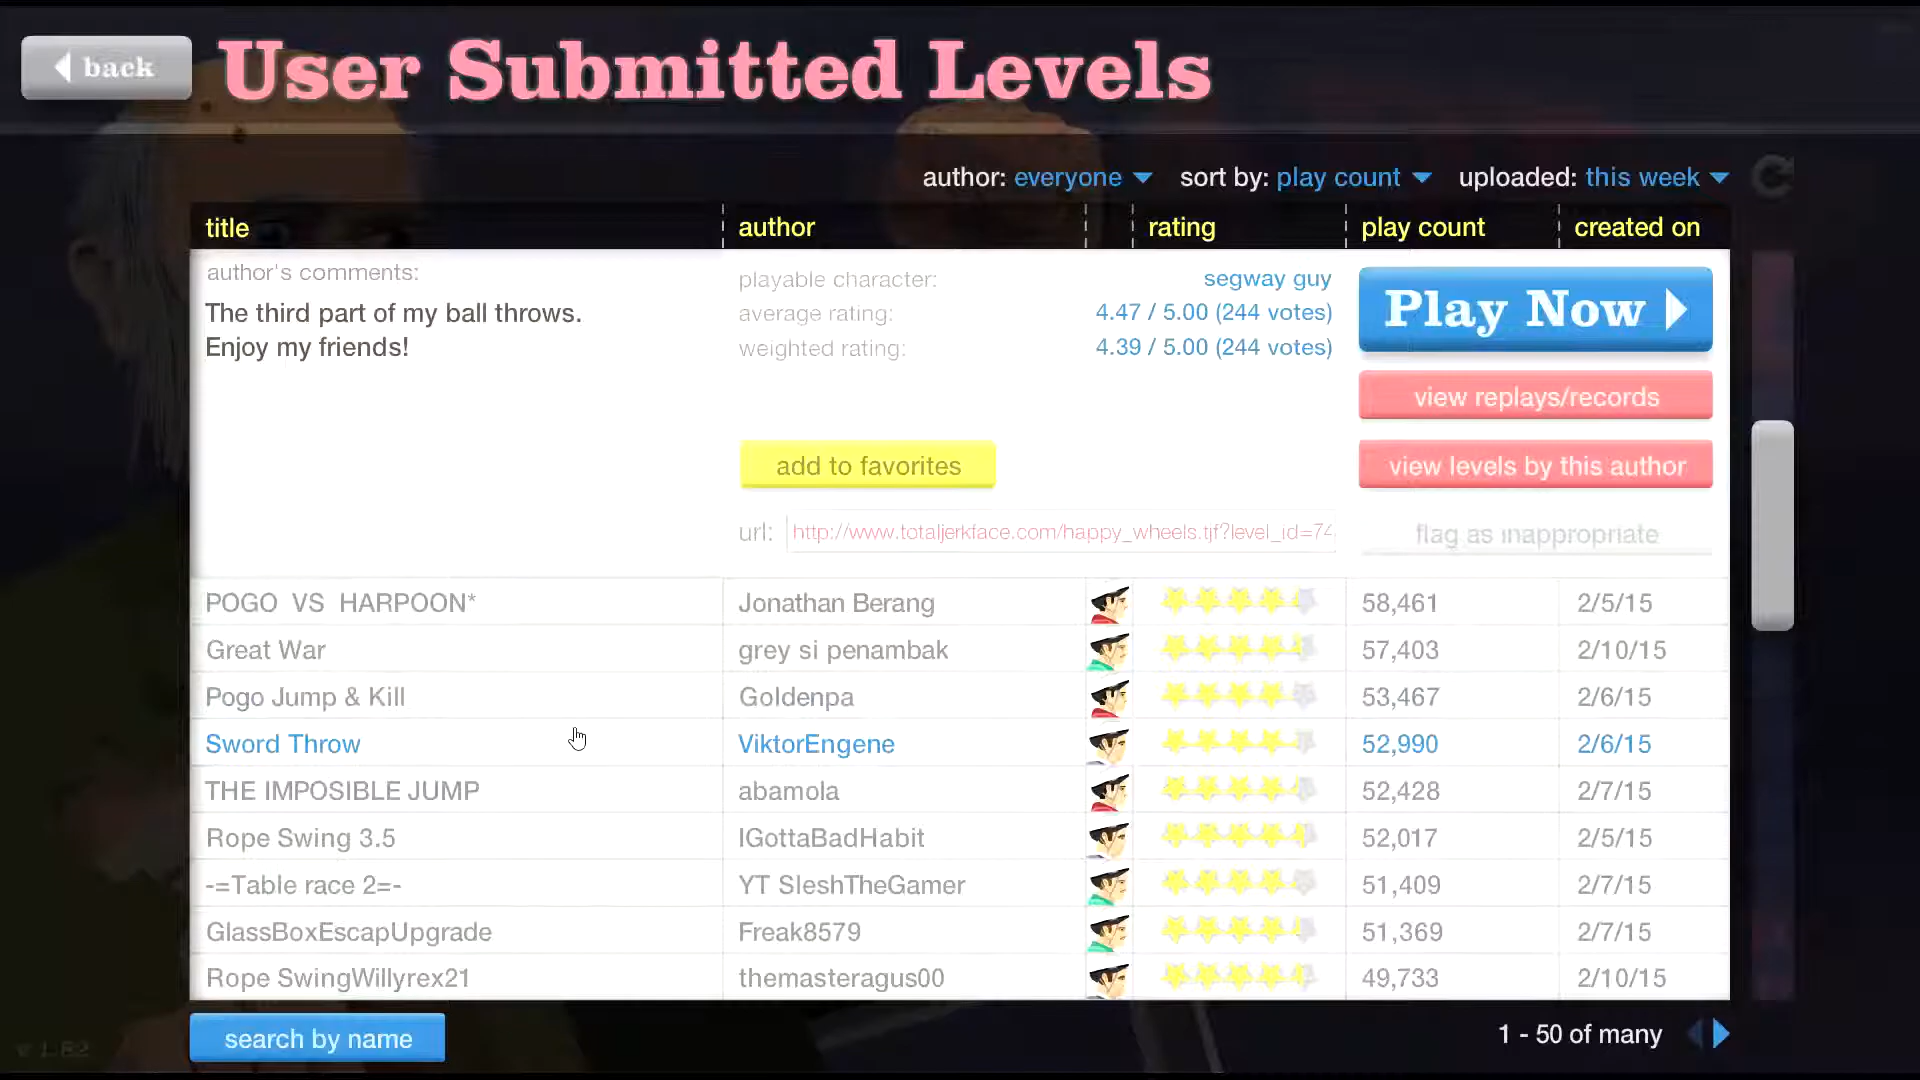 back
User Submitted Levels
author: everyone sort by: play count uploaded: this week
title author rating play count created on
author's comments:
The third part of my ball throws.
Enjoy my friends!
playable character: segway guy
average rating: 4.47 / 5.00 (244 votes)
weighted rating: 4.39 / 5.00 (244 votes)
Play Now
view replays/records
add to favorites
view levels by this author
url: http://www.totaljerkface.com/happy_wheels.tjf?level_id=74
flag as inappropriate
POGO VS HARPOON* Jonathan Berang 58,461 2/5/15
Great War grey si penambak 57,403 2/10/15
Pogo Jump & Kill Goldenpa 53,467 2/6/15
Sword Throw ViktorEngene 52,990 2/6/15
THE IMPOSIBLE JUMP abamola 52,428 2/7/15
Rope Swing 3.5 IGottaBadHabit 52,017 2/5/15
-=Table race 2=- YT SleshTheGamer 51,409 2/7/15
GlassBoxEscapUpgrade Freak8579 51,369 2/7/15
Rope SwingWillyrex21 themasteragus00 49,733 2/10/15
search by name
1 - 50 of many
v 1.82